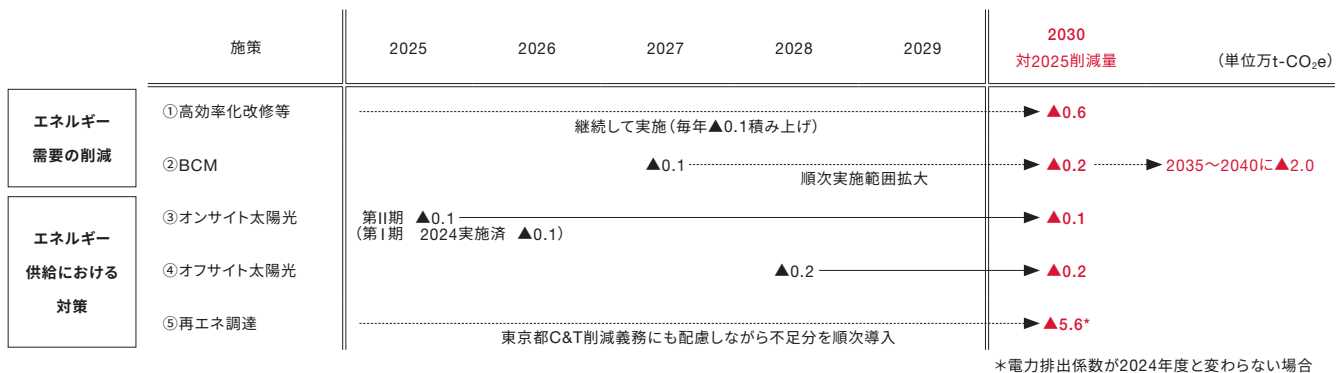 施策 2025 2026 2027 2028 2029 2030
対2025削減量 (単位万t-CO₂e)
エネルギー
需要の削減
①高効率化改修等 ▲0.6
継続して実施(毎年▲0.1積み上げ)
②BCM ▲0.1 ▲0.2 2035〜2040に▲2.0
順次実施範囲拡大
エネルギー
供給における
対策
③オンサイト太陽光 第II期 ▲0.1 ▲0.1
(第Ⅰ期 2024実施済 ▲0.1)
④オフサイト太陽光 ▲0.2 ▲0.2
⑤再エネ調達 ▲5.6*
東京都C&T削減義務にも配慮しながら不足分を順次導入
*電力排出係数が2024年度と変わらない場合